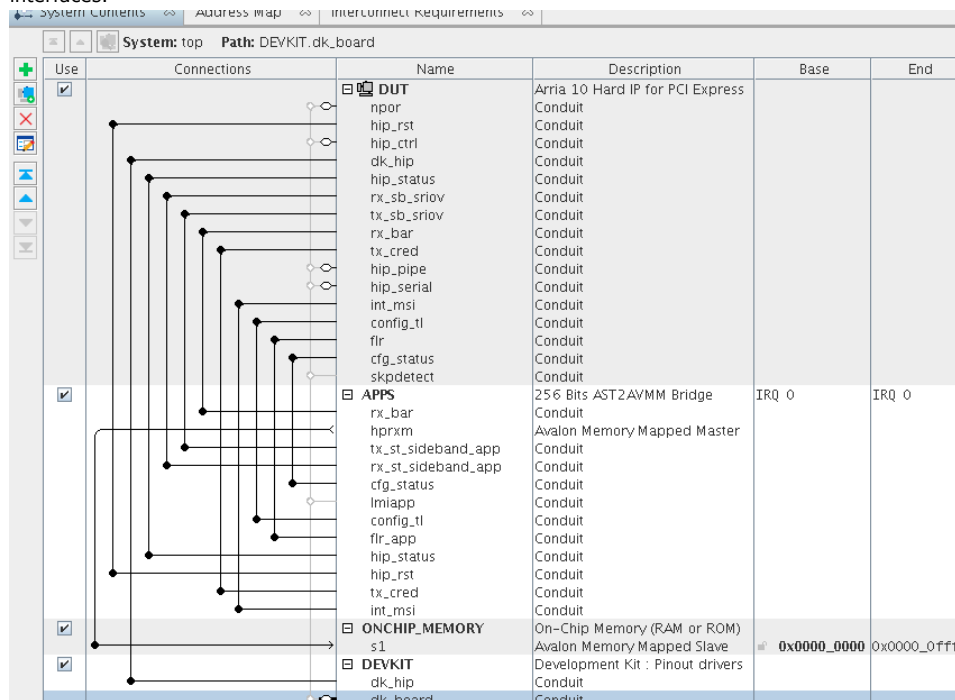 interfaces.
System Contents Address Map Interconnect Requirements
System: top Path: DEVKIT.dk_board
Use Connections Name Description Base End
DUT Arria 10 Hard IP for PCI Express
npor Conduit
hip_rst Conduit
hip_ctrl Conduit
dk_hip Conduit
hip_status Conduit
rx_sb_sriov Conduit
tx_sb_sriov Conduit
rx_bar Conduit
tx_cred Conduit
hip_pipe Conduit
hip_serial Conduit
int_msi Conduit
config_tl Conduit
flr Conduit
cfg_status Conduit
skpdetect Conduit
APPS 256 Bits AST2AVMM Bridge IRQ 0 IRQ 0
rx_bar Conduit
hprxm Avalon Memory Mapped Master
tx_st_sideband_app Conduit
rx_st_sideband_app Conduit
cfg_status Conduit
lmiapp Conduit
config_tl Conduit
flr_app Conduit
hip_status Conduit
hip_rst Conduit
tx_cred Conduit
int_msi Conduit
ONCHIP_MEMORY On-Chip Memory (RAM or ROM)
s1 Avalon Memory Mapped Slave 0x0000_0000 0x0000_0fff
DEVKIT Development Kit : Pinout drivers
dk_hip Conduit
dk_board Conduit